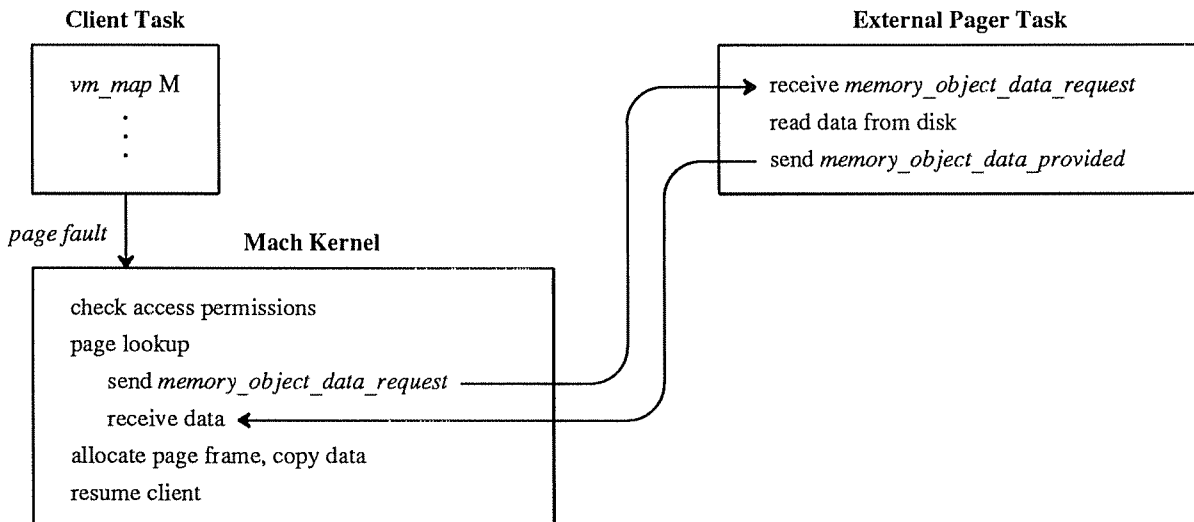 Client Task
vm_map M
page fault
Mach Kernel
check access permissions
page lookup
send memory_object_data_request
receive data
allocate page frame, copy data
resume client
External Pager Task
receive memory_object_data_request
read data from disk
send memory_object_data_provided